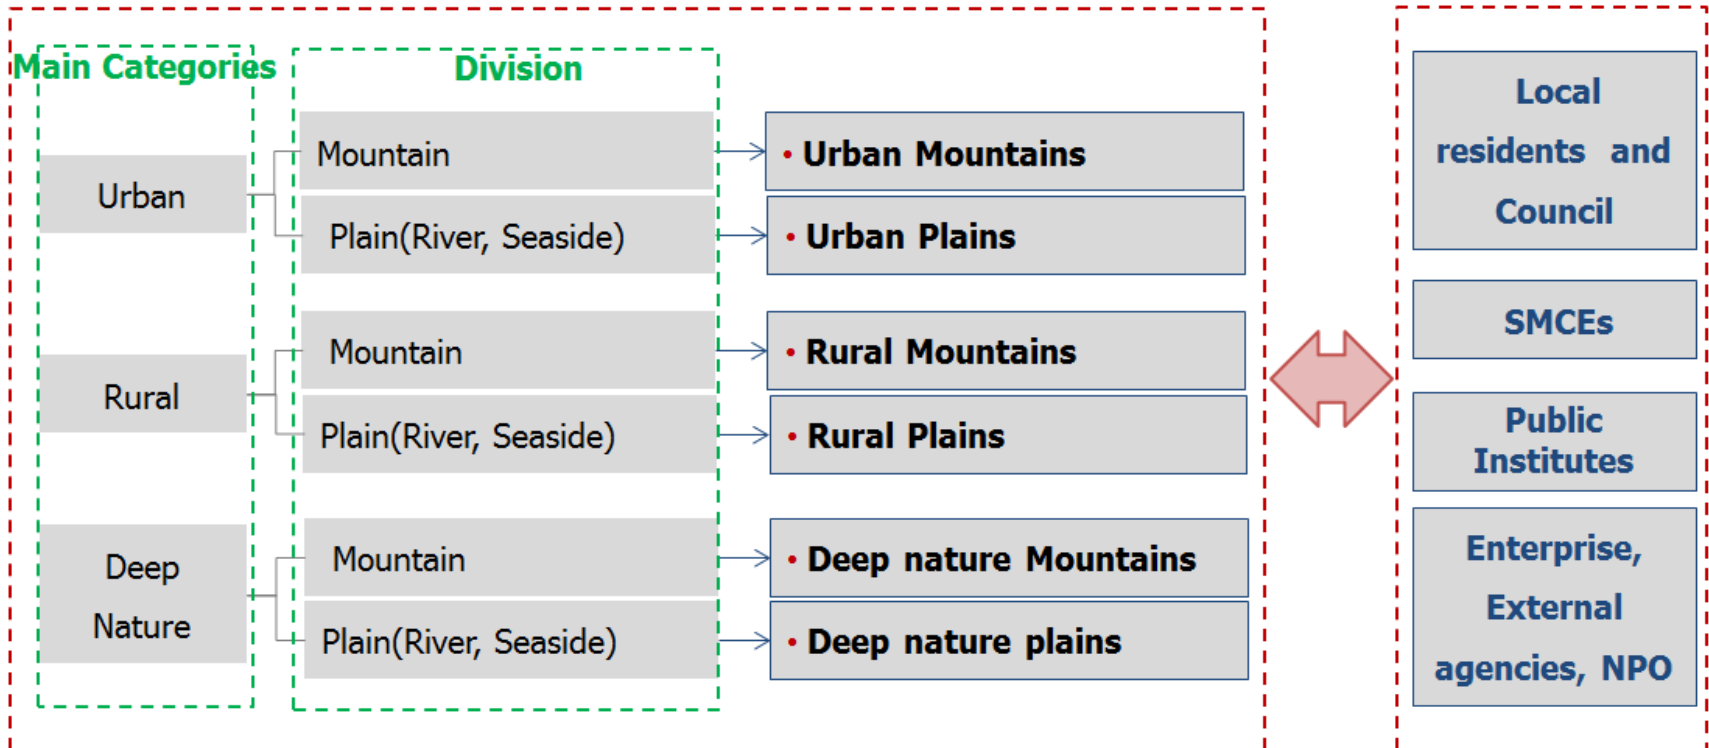 Main Categories
Division
Urban
Mountain
• Urban Mountains
Plain(River, Seaside)
• Urban Plains
Rural
Mountain
• Rural Mountains
Plain(River, Seaside)
• Rural Plains
Deep
Nature
Mountain
• Deep nature Mountains
Plain(River, Seaside)
• Deep nature plains
Local
residents and
Council
SMCEs
Public
Institutes
Enterprise,
External
agencies, NPO